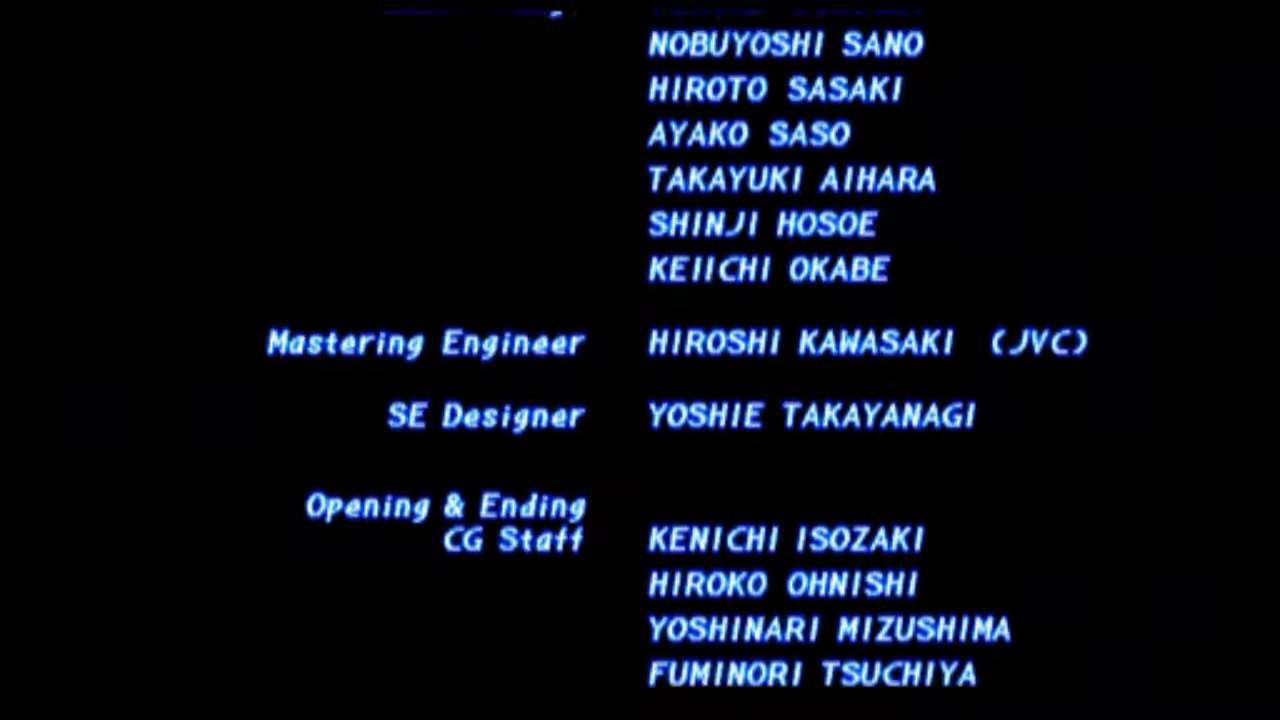 NOBUYOSHI SANO
HIROTO SASAKI
AYAKO SASO
TAKAYUKI AIHARA
SHINJI HOSOE
KEIICHI OKABE
Mastering Engineer HIROSHI KAWASAKI (JVC)
SE Designer YOSHIE TAKAYANAGI
Opening & Ending
CG Staff KENICHI ISOZAKI
HIROKO OHNISHI
YOSHINARI MIZUSHIMA
FUMINORI TSUCHIYA